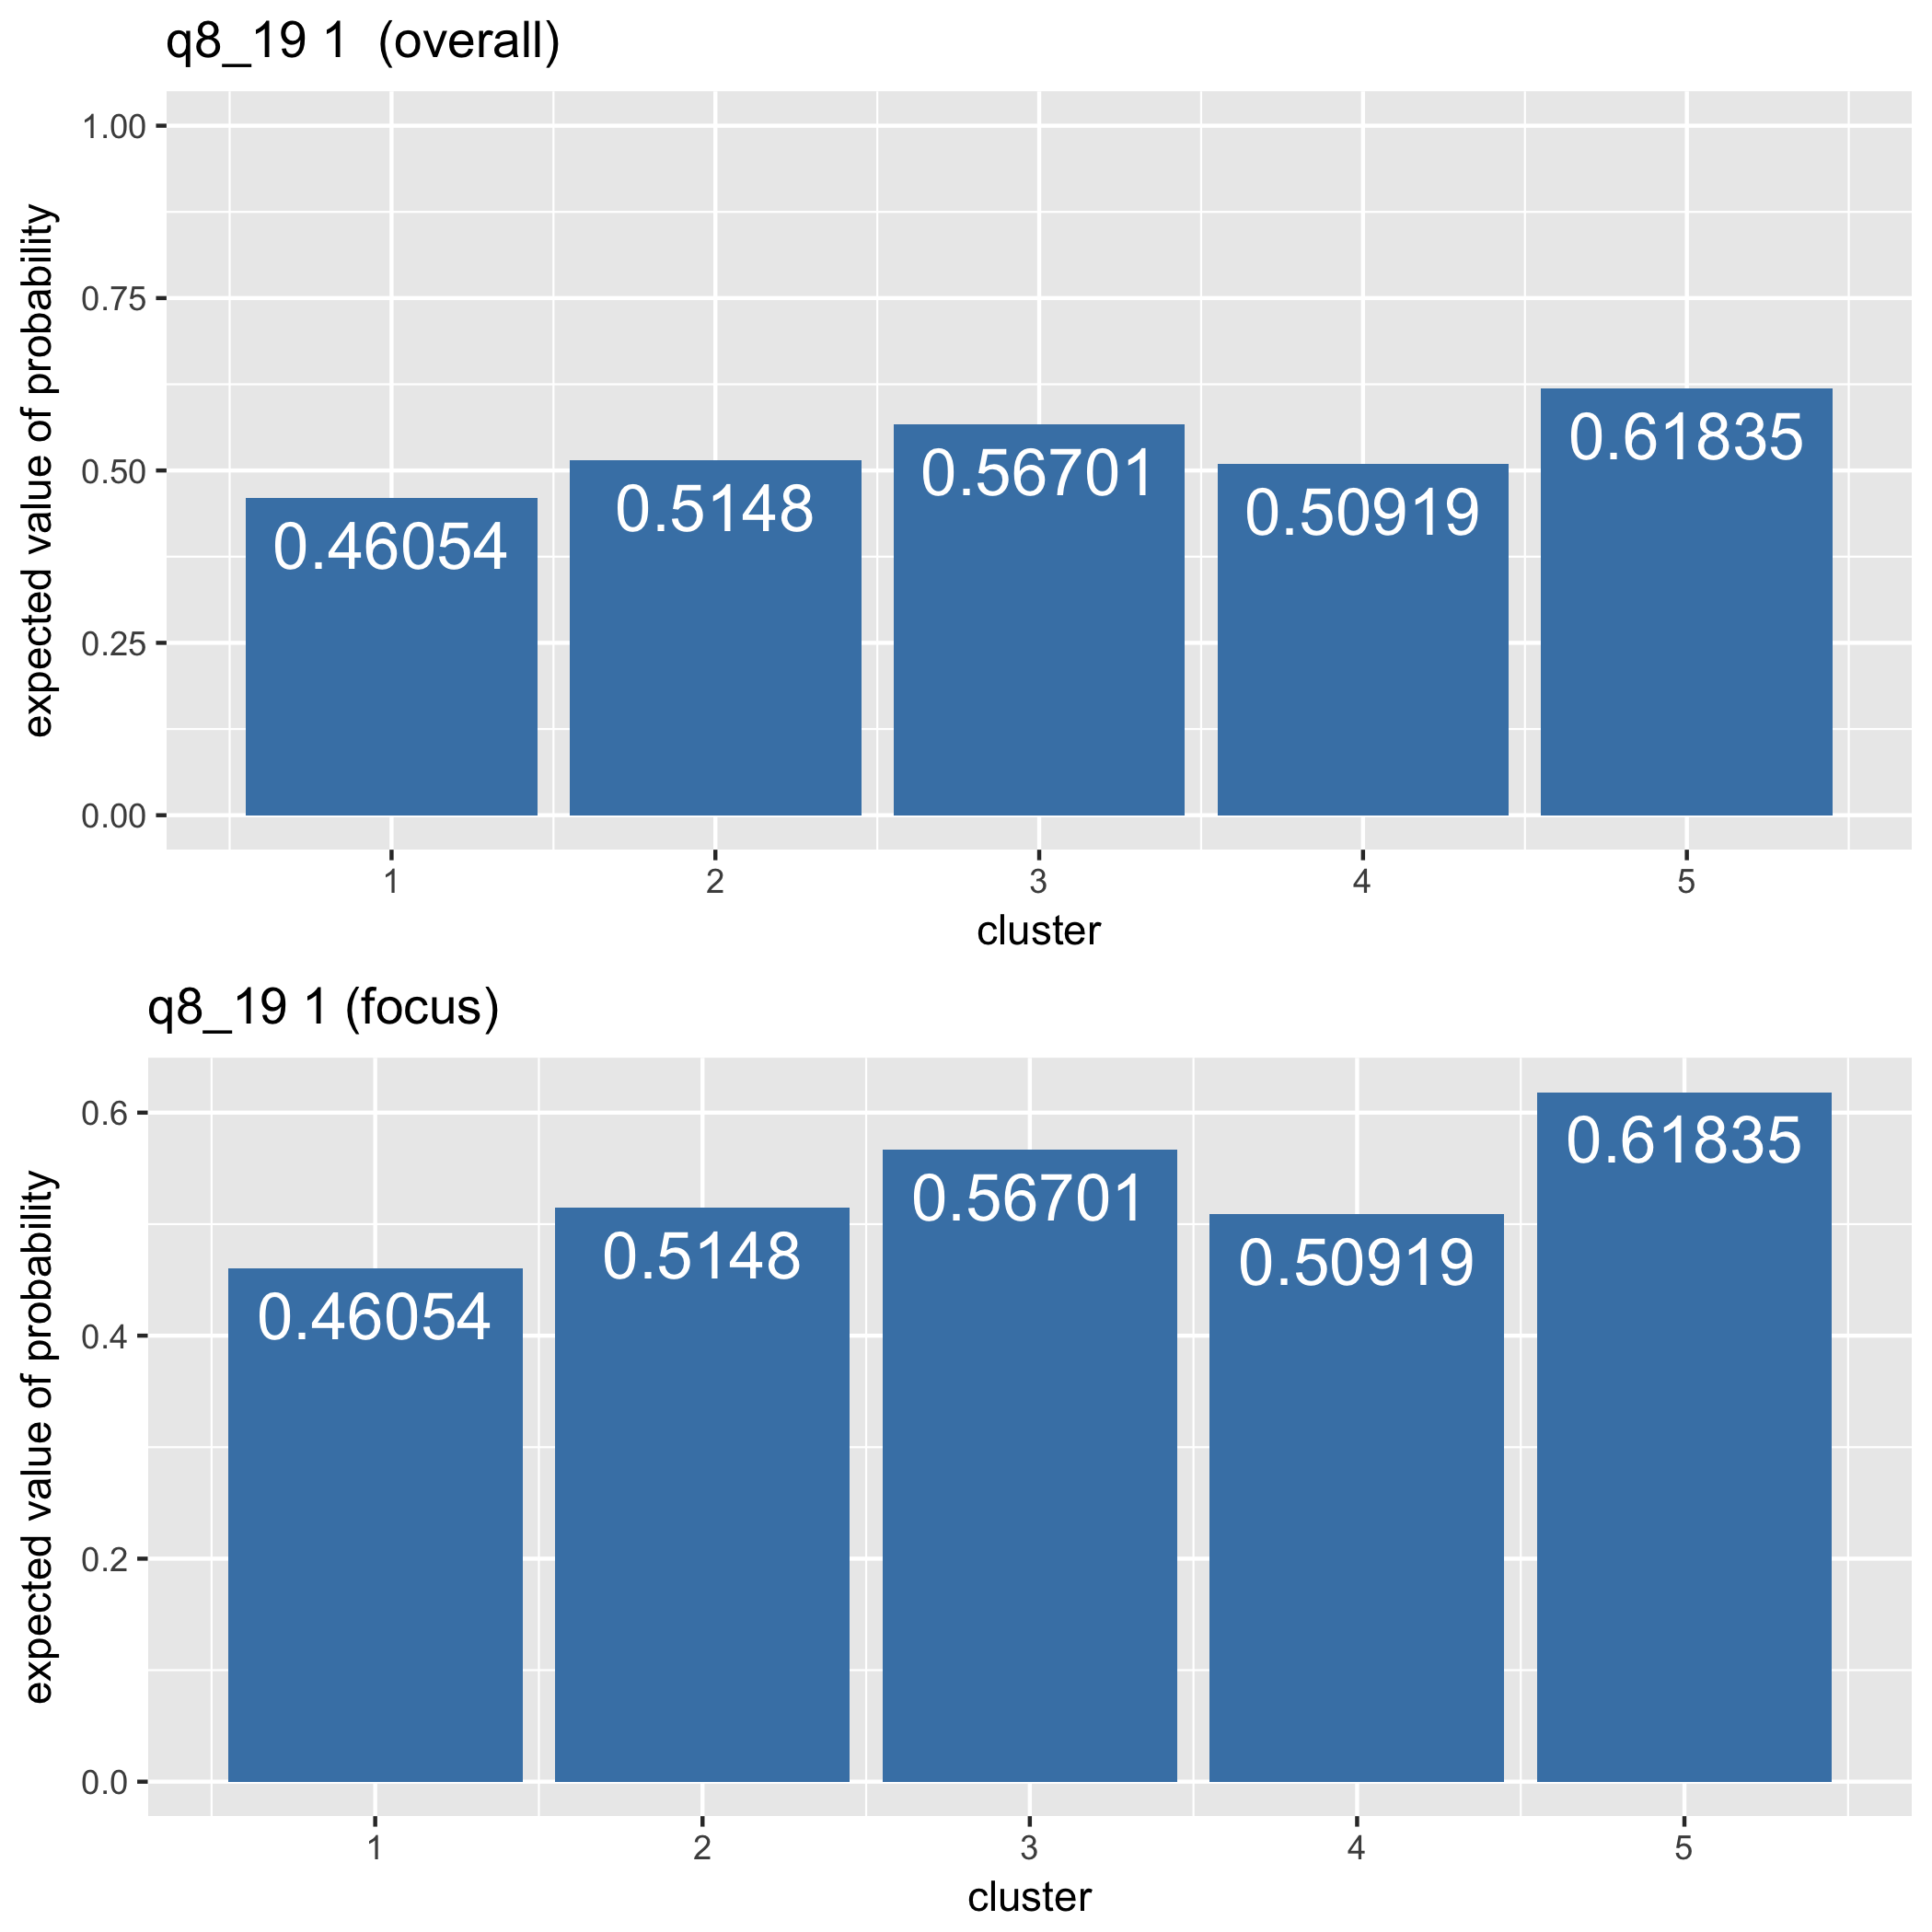 q8_19 1  (overall)
expected value of probability
1.00
0.75
0.50
0.25
0.00
0.46054
0.5148
0.56701
0.50919
0.61835
1 2 3 4 5
cluster
q8_19 1 (focus)
expected value of probability
0.6
0.4
0.2
0.0
0.46054
0.5148
0.56701
0.50919
0.61835
1 2 3 4 5
cluster